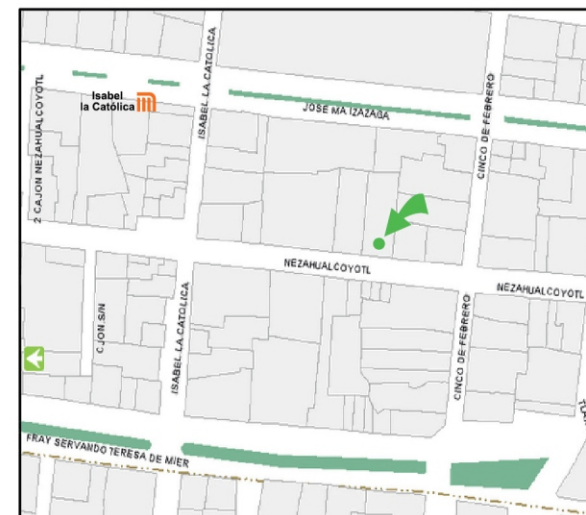 ISABEL LA CATOLICA
CINCO DE FEBRERO
Isabel
la Católica
JOSE MA IZAZAGA
2 CAJON NEZAHUALCOYOTL
NEZAHUALCOYOTL
NEZAHUALCOYOTL
CJON S/N
ISABEL LA CATOLICA
CINCO DE FEBRERO
FRAY SERVANDO TERESA DE MIER